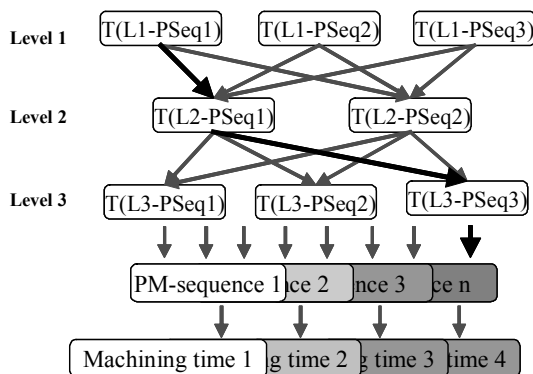 Level 1 T(L1-PSeq1) T(L1-PSeq2) T(L1-PSeq3)
Level 2 T(L2-PSeq1) T(L2-PSeq2)
Level 3 T(L3-PSeq1) T(L3-PSeq2) T(L3-PSeq3)
PM-sequence 1 nce 2 nce 3 ce n
Machining time 1 g time 2 g time 3 time 4